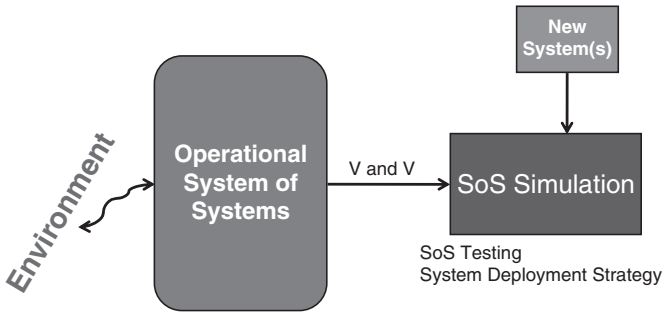 New
System(s)
Environment
Operational
System of
Systems
V and V
SoS Simulation
SoS Testing
System Deployment Strategy